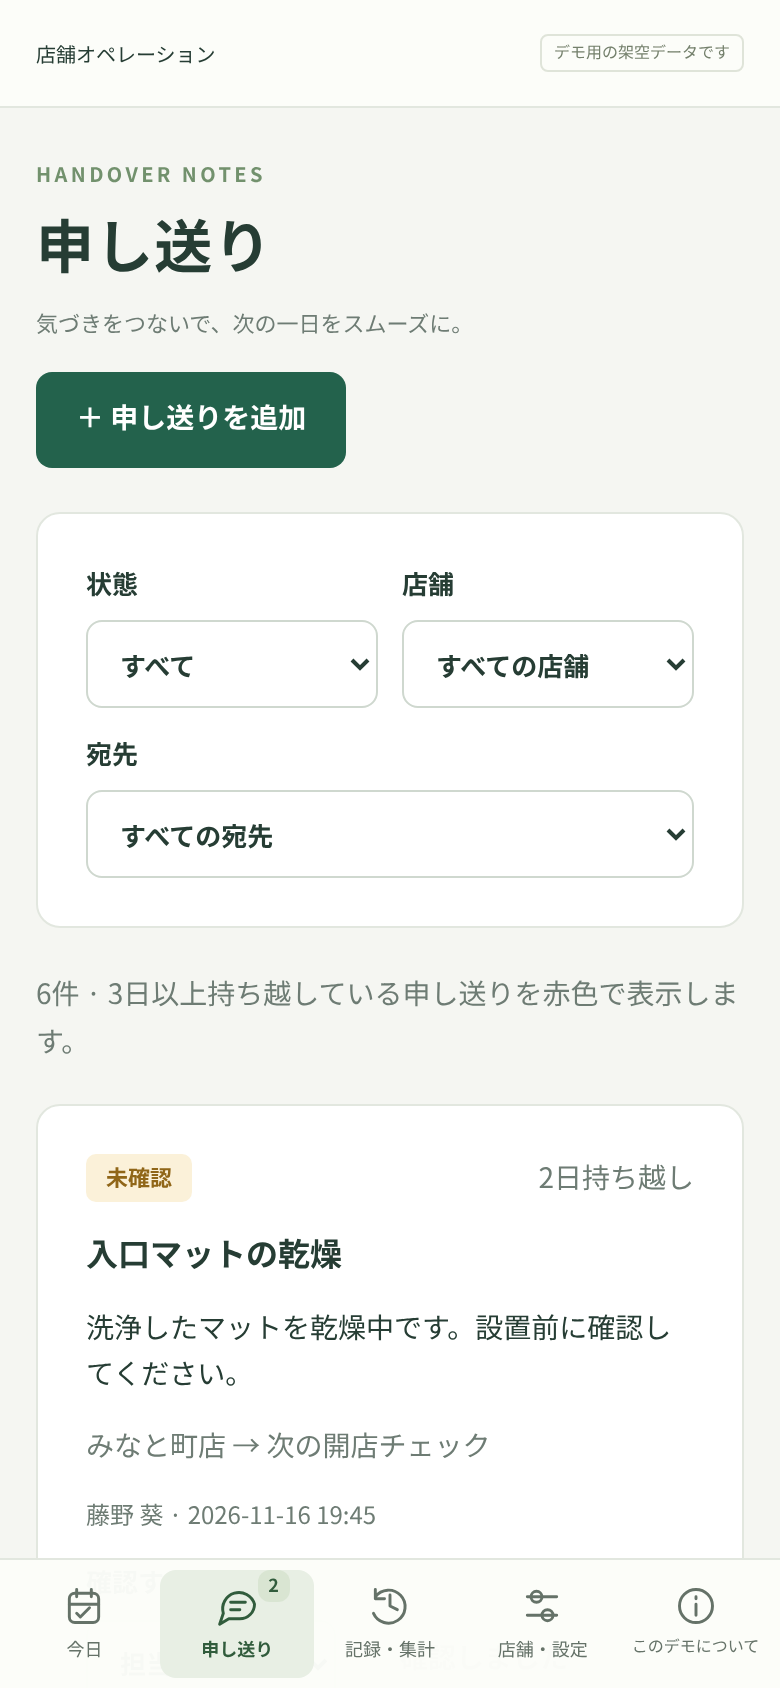 店舗オペレーション
デモ用の架空データです
HANDOVER NOTES
申し送り
気づきをつないで、次の一日をスムーズに。
＋ 申し送りを追加
状態
店舗
すべて
すべての店舗
宛先
すべての宛先
6件 · 3日以上持ち越している申し送りを赤色で表示しま
す。
未確認
2日持ち越し
入口マットの乾燥
洗浄したマットを乾燥中です。設置前に確認し
てください。
みなと町店 → 次の開店チェック
藤野 葵 · 2026-11-16 19:45
2
今日
申し送り
記録・集計
店舗・設定
このデモについて